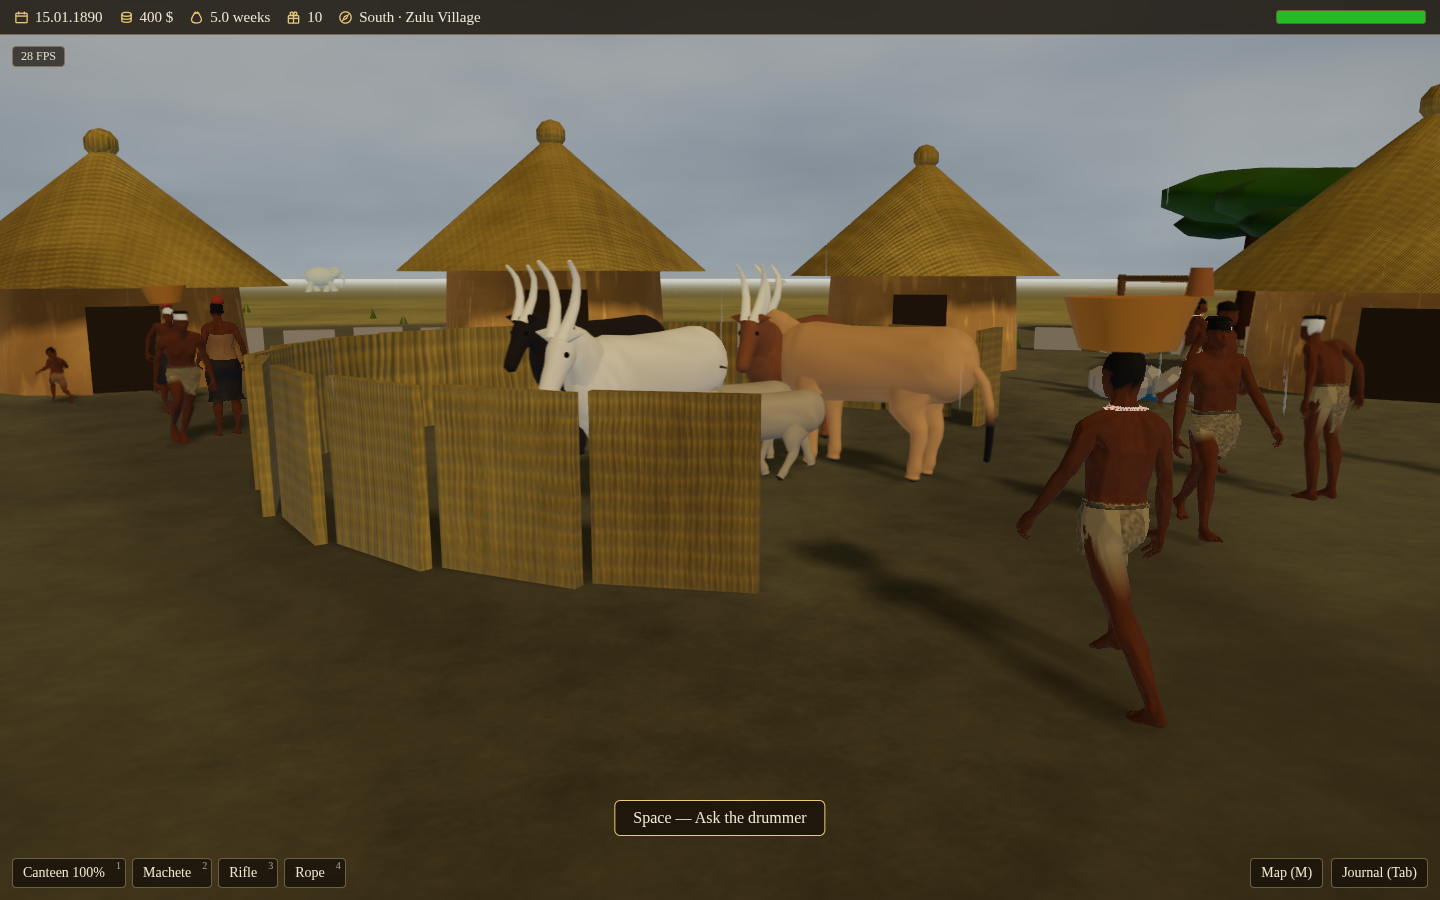 15.01.1890 400 $ 5.0 weeks 10 South · Zulu Village
28 FPS
Space — Ask the drummer
Canteen 100% 1 Machete 2 Rifle 3 Rope 4 Map (M) Journal (Tab)